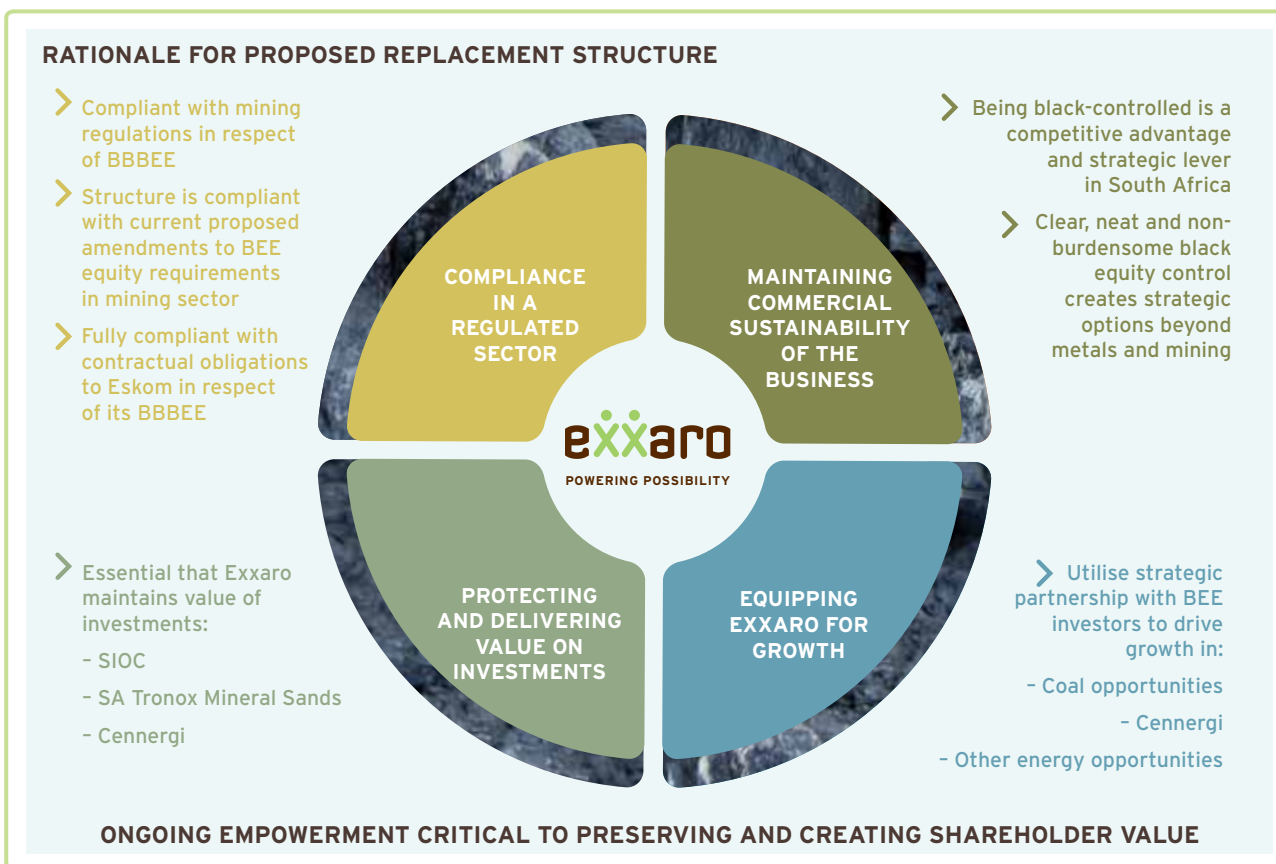 RATIONALE FOR PROPOSED REPLACEMENT STRUCTURE
Compliant with mining
regulations in respect
of BBBEE
Structure is compliant
with current proposed
amendments to BEE
equity requirements
in mining sector
Fully compliant with
contractual obligations
to Eskom in respect
of its BBBEE
COMPLIANCE
IN A
REGULATED
SECTOR
MAINTAINING
COMMERCIAL
SUSTAINABILITY
OF THE
BUSINESS
Being black-controlled is a
competitive advantage
and strategic lever
in South Africa
Clear, neat and non-
burdensome black
equity control
creates strategic
options beyond
metals and mining
exxaro
POWERING POSSIBILITY
Essential that Exxaro
maintains value of
investments:
– SIOC
– SA Tronox Mineral Sands
– Cennergi
PROTECTING
AND DELIVERING
VALUE ON
INVESTMENTS
EQUIPPING
EXXARO FOR
GROWTH
Utilise strategic
partnership with BEE
investors to drive
growth in:
– Coal opportunities
– Cennergi
– Other energy opportunities
ONGOING EMPOWERMENT CRITICAL TO PRESERVING AND CREATING SHAREHOLDER VALUE